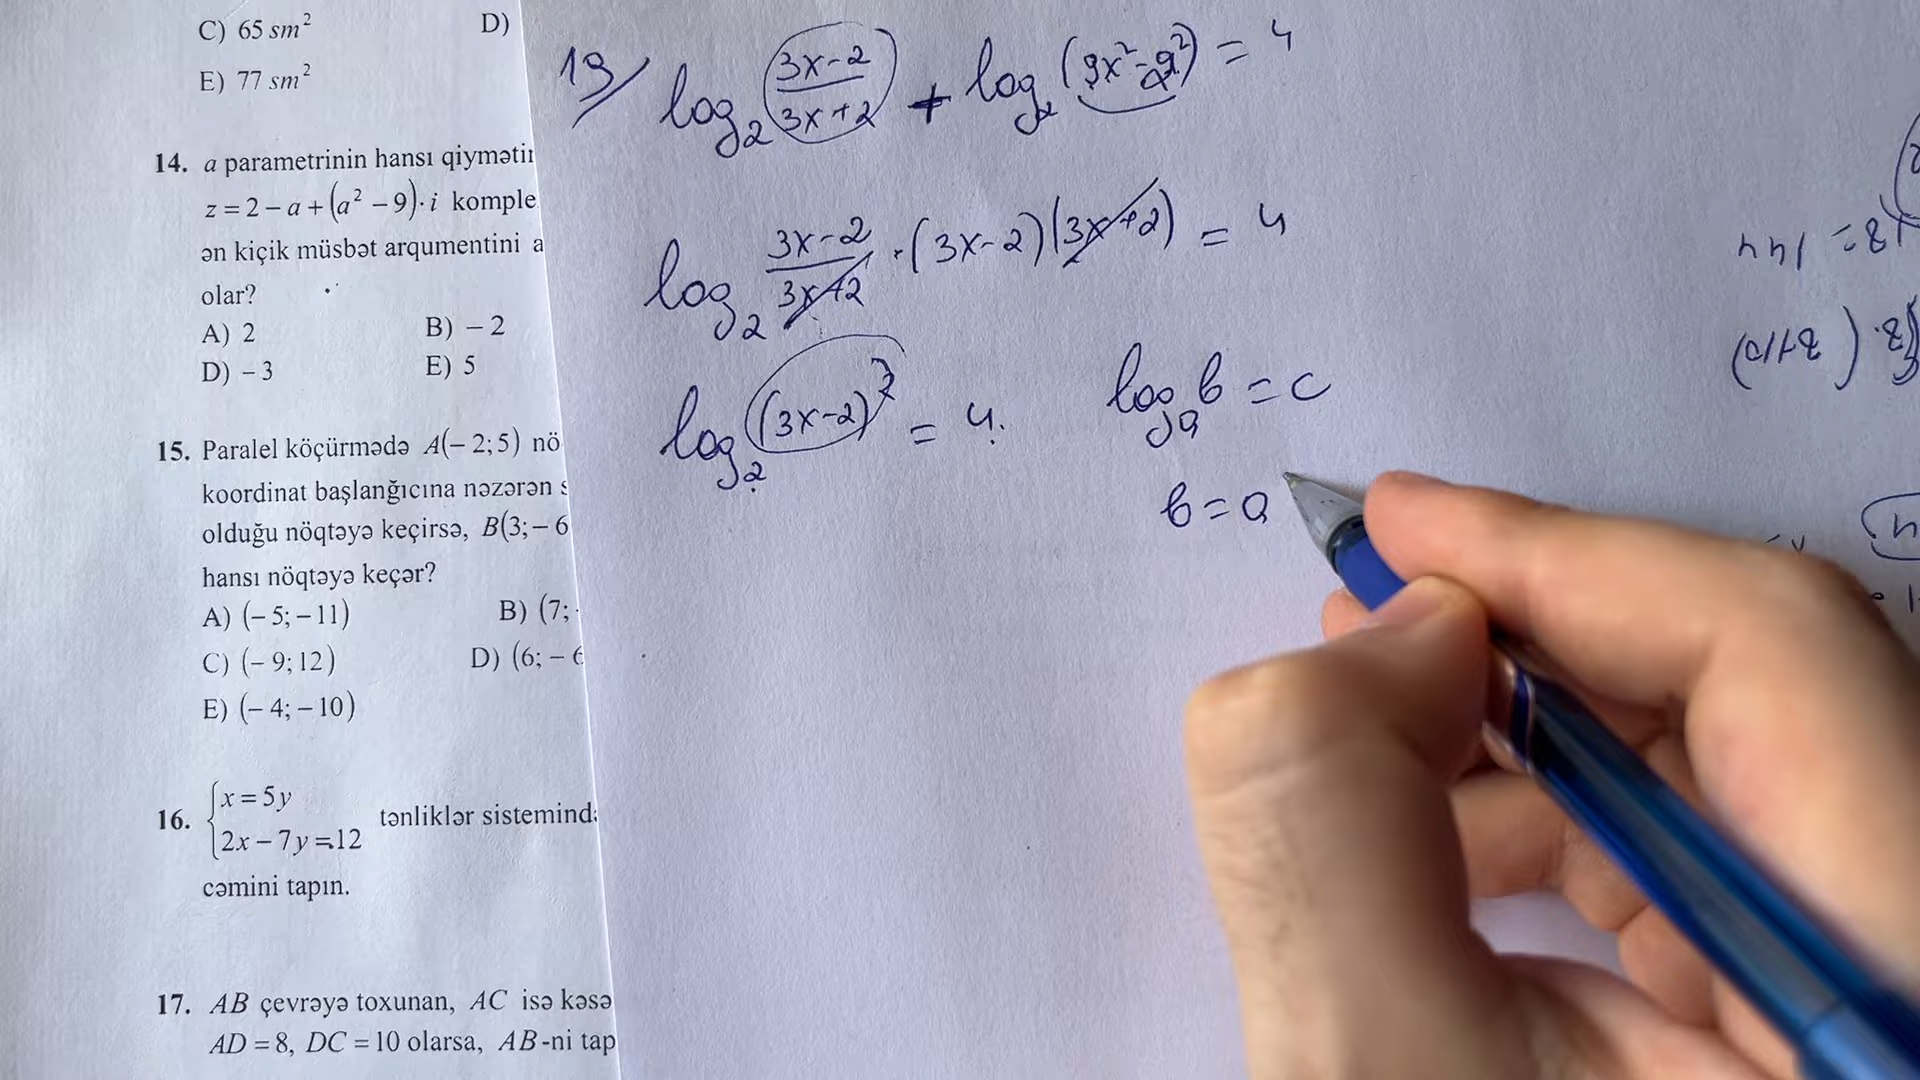 C) 65 sm²
D)
E) 77 sm²
14. a parametrinin hansı qiymətin
z = 2 – a + (a² – 9)· i komple
ən kiçik müsbət arqumentini a
olar?
A) 2
B) – 2
D) – 3
E) 5
15. Paralel köçürmədə A(– 2; 5) nö
koordinat başlanğıcına nəzərən s
olduğu nöqtəyə keçirsə, B(3; – 6
hansı nöqtəyə keçər?
A) (– 5; – 11)
B) (7;
C) (– 9; 12)
D) (6; – 6
E) (– 4; – 10)
16. { x = 5y
2x – 7y = 12 tənliklər sistemind
cəmini tapın.
17. AB çevrəyə toxunan, AC isə kəsə
AD = 8, DC = 10 olarsa, AB -ni tap
19/ log₂ (3x-2)/(3x+2) + log₂ (9x²-2²) = 4
log₂ (3x-2)/(3x+2) · (3x-2)(3x+2) = 4
log₂ (3x-2)² = 4.
logₐ b = c
b = a